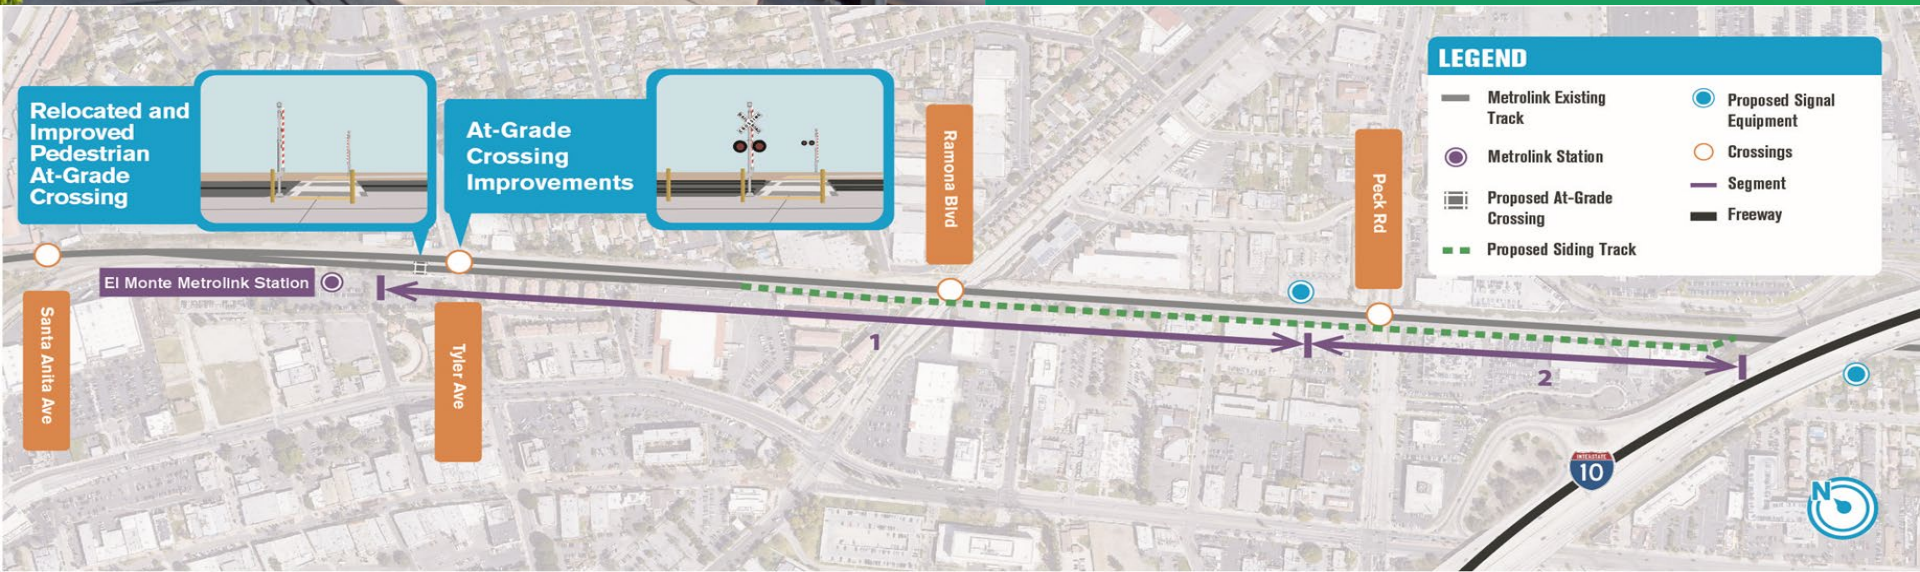 Relocated and
Improved
Pedestrian
At-Grade
Crossing
At-Grade
Crossing
Improvements
Ramona Blvd
Peck Rd
LEGEND
Metrolink Existing
Track
Metrolink Station
Proposed At-Grade
Crossing
Proposed Siding Track
Proposed Signal
Equipment
Crossings
Segment
Freeway
El Monte Metrolink Station
Santa Anita Ave
Tyler Ave
1
2
INTERSTATE
10
N